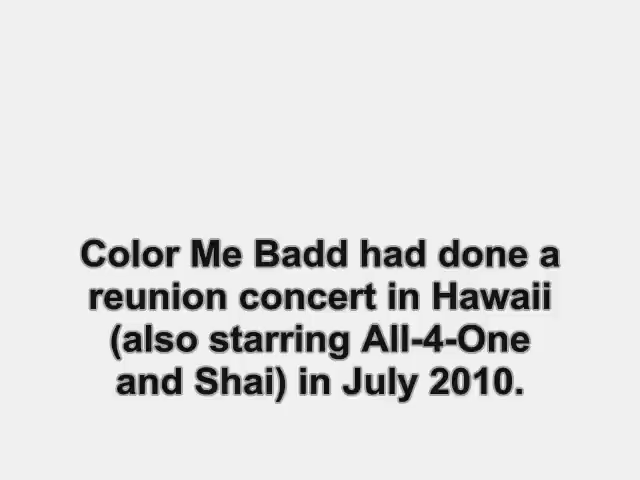 Color Me Badd had done a
reunion concert in Hawaii
(also starring All-4-One
and Shai) in July 2010.